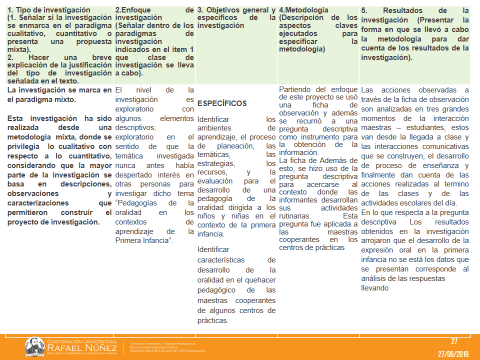 1. Tipo de investigación
(1. Señalar si la investigación
se enmarca en el paradigma
cualitativo, cuantitativo o
presenta una propuesta
mixta).
2. Hacer una breve
explicación de la justificación
del tipo de investigación
señalada en el texto.
2.Enfoque de
investigación
(Señalar dentro de los
paradigmas de
investigación
indicados en el ítem 1
que clase de
investigación se lleva
a cabo).
3. Objetivos general y
específicos de la
investigación
4.Metodología
(Descripción de los
aspectos claves
ejecutados para
especificar la
metodología)
5. Resultados de la
investigación (Presentar la
forma en que se llevó a cabo
la metodología para dar
cuenta de los resultados de la
investigación).
La investigación se marca en
el paradigma mixto.
Esta investigación ha sido
realizada desde una
metodología mixta, donde se
privilegia lo cualitativo con
respecto a lo cuantitativo,
considerando que la mayor
parte de la investigación se
basa en descripciones,
observaciones y
caracterizaciones que
permitieron construir el
proyecto de investigación.
El nivel de la
investigación es
exploratorio con
algunos elementos
descriptivos;
exploratorio en el
sentido de que la
temática investigada
nunca antes había
despertado interés en
otras personas para
investigar dicho tema
“Pedagogías de la
oralidad en los
contextos de
aprendizaje de la
Primera Infancia”.
ESPECÍFICOS
Identificar los
ambientes de
aprendizaje, el proceso
de planeación, las
temáticas, las
estrategias, los
recursos, y la
evaluación para el
desarrollo de una
pedagogía de la
oralidad dirigida a los
niños y niñas en el
contexto de la primera
infancia.
Identificar
características de
desarrollo de la
oralidad en el quehacer
pedagógico de las
maestras cooperantes
de algunos centros de
prácticas.
Partiendo del enfoque
de este proyecto se usó
una ficha de
observación y además
se recurrió a una
pregunta descriptiva
como instrumento para
la obtención de la
información.
La ficha de Además de
esto, se hizo uso de la
pregunta descriptiva
para acercarse al
contexto donde las
informantes desarrollan
sus actividades
rutinarias. Esta
pregunta fue aplicada a
las maestras
cooperantes en los
centros de prácticas
Las acciones observadas a
través de la ficha de observación
son analizadas en tres grandes
momentos de la interacción
maestras – estudiantes, estos
van desde la llegada a clase y
las interacciones comunicativas
que se construyen, el desarrollo
de proceso de enseñanza y
finalmente dan cuenta de las
acciones realizadas al termino
de las clases y de las
actividades escolares del día.
En lo que respecta a la pregunta
descriptiva Los resultados
obtenidos en la investigación
arrojaron que el desarrollo de la
expresión oral en la primera
infancia no se está los datos que
se presentan corresponde al
análisis de las respuestas
llevando
CORPORACIÓN UNIVERSITARIA
RAFAEL NÚÑEZ
27
27/06/2019